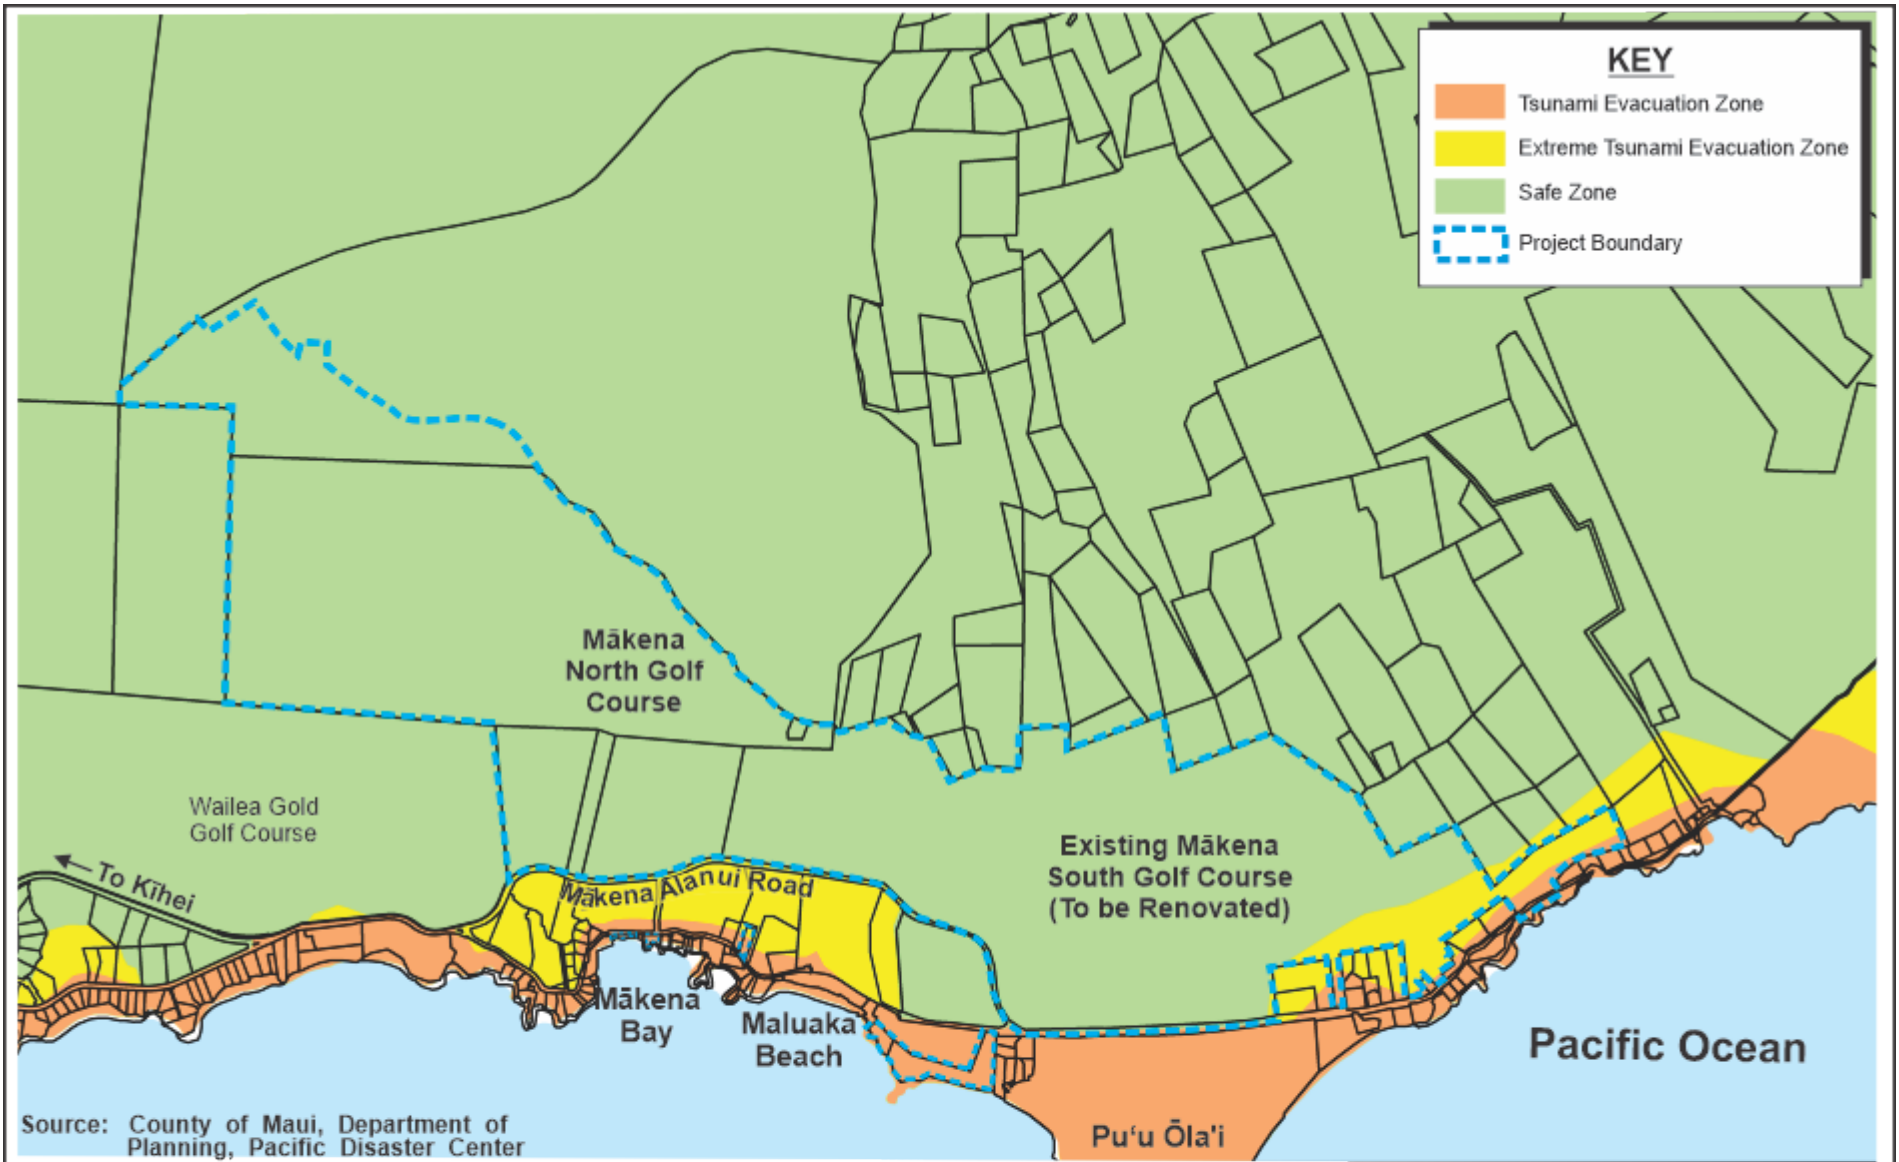 KEY
Tsunami Evacuation Zone
Extreme Tsunami Evacuation Zone
Safe Zone
Project Boundary
Mākena
North Golf
Course
Wailea Gold
Golf Course
To Kīhei
Mākena Alanui Road
Existing Mākena
South Golf Course
(To be Renovated)
Mākena
Bay
Maluaka
Beach
Pacific Ocean
Pu‘u Ōla'i
Source: County of Maui, Department of
Planning, Pacific Disaster Center